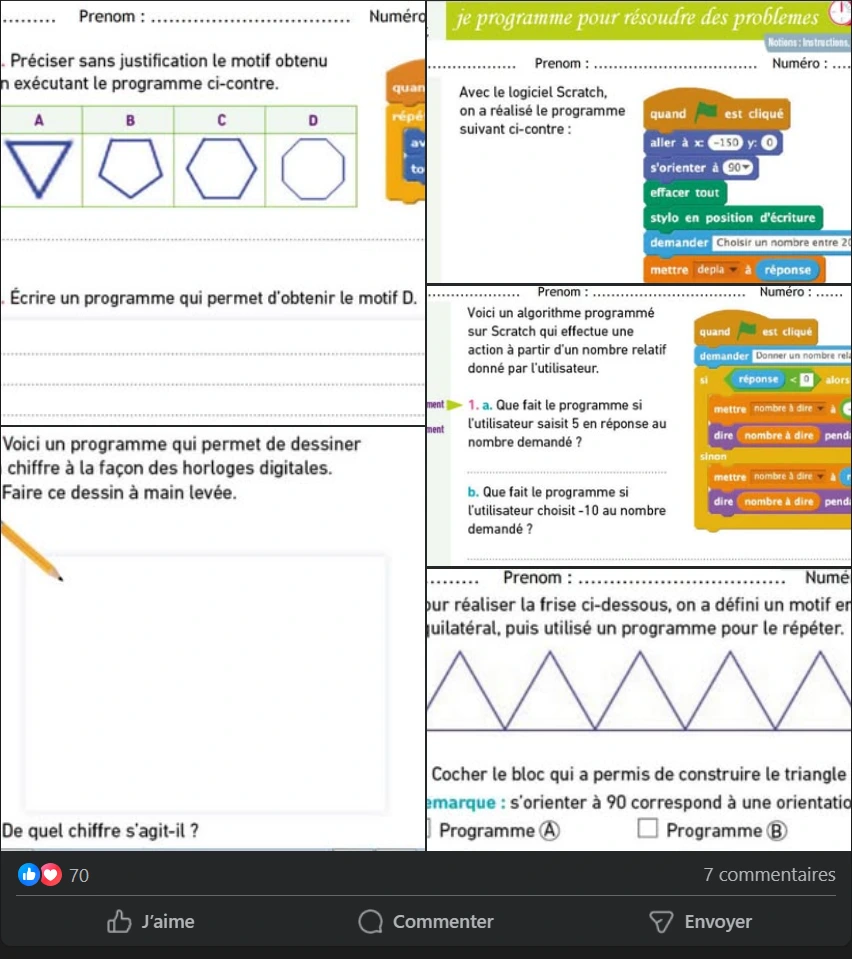 Prenom : Numéro
. Préciser sans justification le motif obtenu
n exécutant le programme ci-contre.
A B C D
quan
répé
av
to
. Écrire un programme qui permet d'obtenir le motif D.
je programme pour résoudre des problemes
Notions : Instructions,
Prenom : Numéro :
Avec le logiciel Scratch,
on a réalisé le programme
suivant ci-contre :
quand est cliqué
aller à x: -150 y: 0
s'orienter à 90
effacer tout
stylo en position d'écriture
demander Choisir un nombre entre 20
mettre depla à réponse
Prenom : Numéro :
Voici un algorithme programmé
sur Scratch qui effectue une
action à partir d'un nombre relatif
donné par l'utilisateur.
ment
ment
1. a. Que fait le programme si
l'utilisateur saisit 5 en réponse au
nombre demandé ?
b. Que fait le programme si
l'utilisateur choisit -10 au nombre
demandé ?
quand est cliqué
demander Donner un nombre rela
si réponse < 0 alors
mettre nombre à dire à -
dire nombre à dire penda
sinon
mettre nombre à dire à r
dire nombre à dire penda
Voici un programme qui permet de dessiner
chiffre à la façon des horloges digitales.
Faire ce dessin à main levée.
De quel chiffre s'agit-il ?
Prenom : Numé
our réaliser la frise ci-dessous, on a défini un motif en
quilatéral, puis utilisé un programme pour le répéter.
Cocher le bloc qui a permis de construire le triangle
emarque : s'orienter à 90 correspond à une orientatio
Programme A Programme B
70 7 commentaires
J'aime Commenter Envoyer